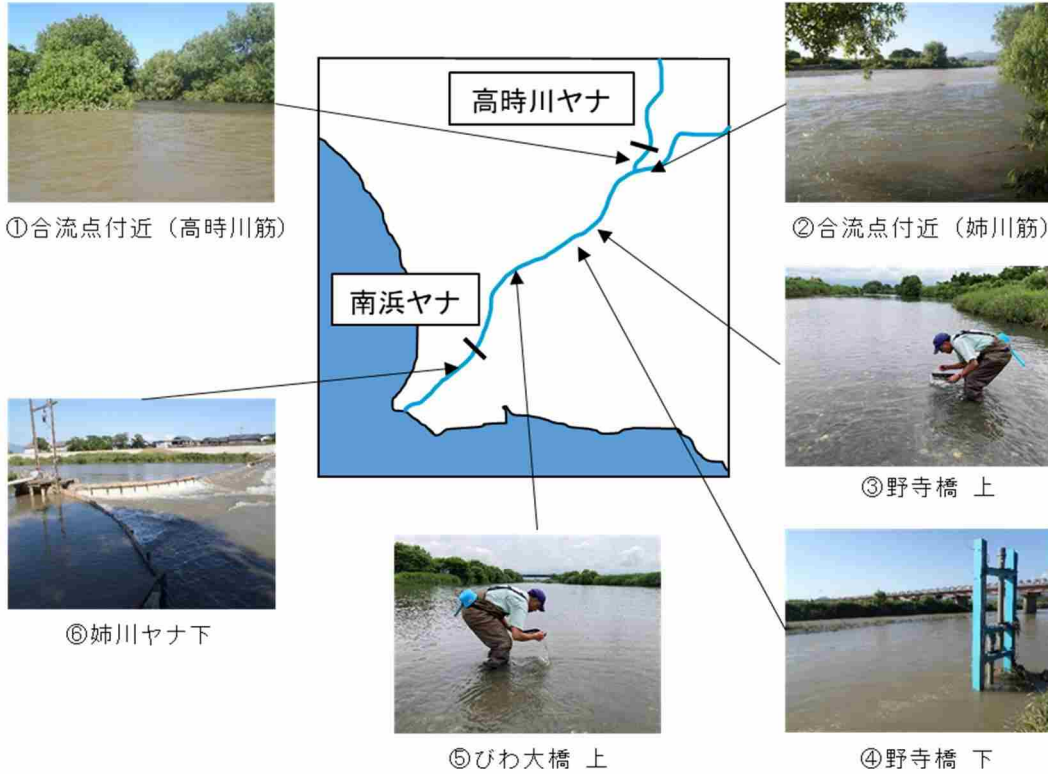 高時川ヤナ
南浜ヤナ
①合流点付近（高時川筋）
②合流点付近（姉川筋）
③野寺橋 上
⑥姉川ヤナ下
⑤びわ大橋 上
④野寺橋 下